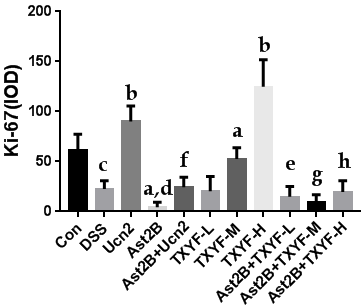 200
150
100
50
0
Ki-67(IOD)
c
b
a,d
f
a
b
e
g
h
Con
DSS
Ucn2
Ast2B
Ast2B+Ucn2
TXYF-L
TXYF-M
TXYF-H
Ast2B+TXYF-L
Ast2B+TXYF-M
Ast2B+TXYF-H